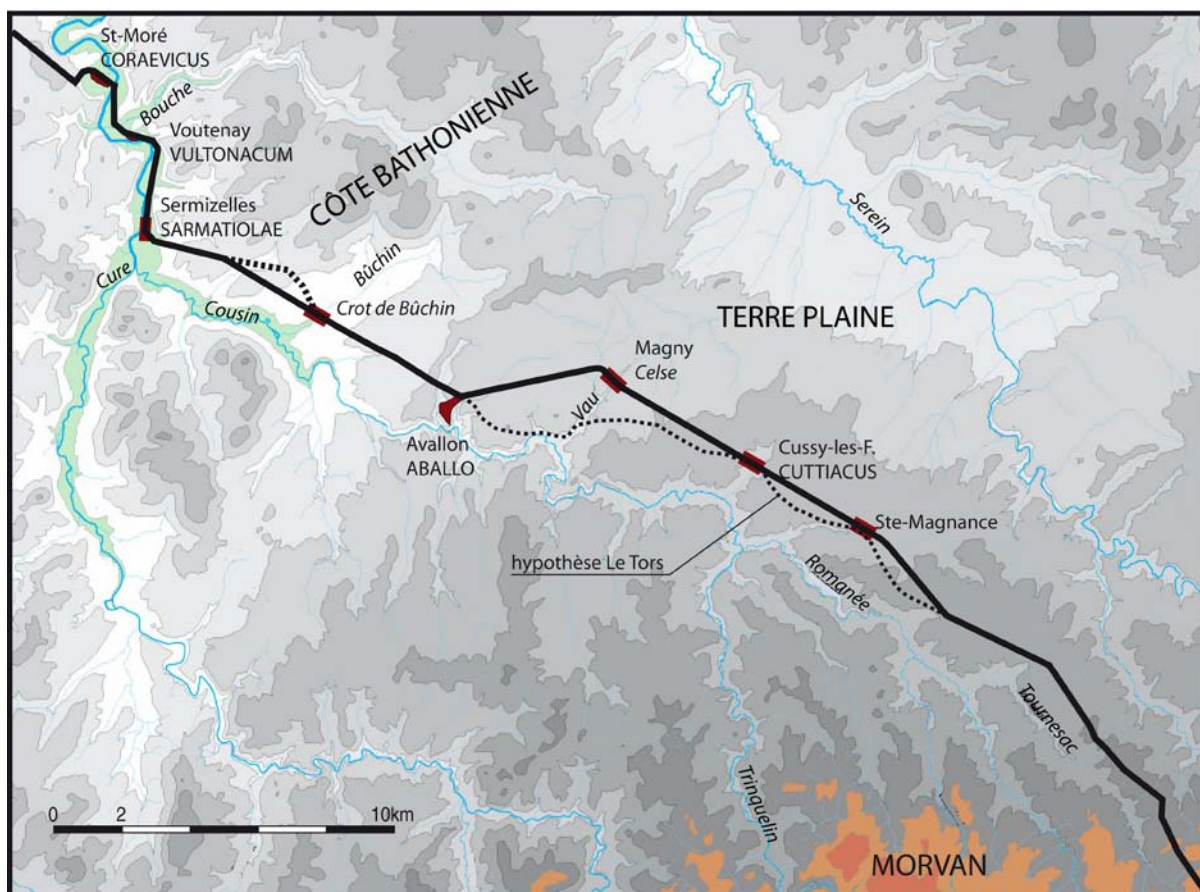 St-Moré
CORAEVICUS
Bouche
Voutenay
VULTONACUM
CÔTE BATHONIENNE
Sermizelles
SARMATIOLAE
Serein
Bûchin
Cure
Cousin
Crot de Bûchin
TERRE PLAINE
Magny
Celse
Vau
Avallon
ABALLO
Cussy-les-F.
CUTTIACUS
Ste-Magnance
hypothèse Le Tors
Romanée
Tournesac
Trinquelin
0 2 10km
MORVAN